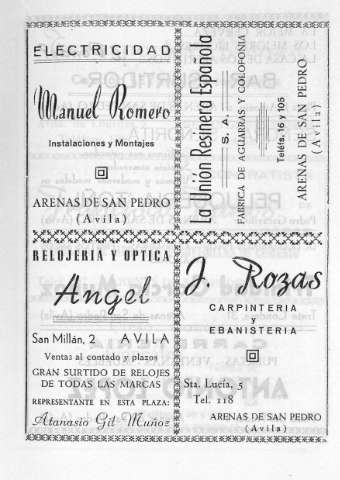 ELECTRICIDAD
Manuel Romero
Instalaciones y Montajes
ARENAS DE SAN PEDRO
(Avila)
La Unión Resinera Española
S. A.
FABRICA DE AGUARRAS Y COLOFONIA
Teléfs. 16 y 105
ARENAS DE SAN PEDRO
(Avila)
RELOJERIA Y OPTICA
Angel
San Millán, 2 AVILA
Ventas al contado y plazos
GRAN SURTIDO DE RELOJES
DE TODAS LAS MARCAS
REPRESENTANTE EN ESTA PLAZA:
Atanasio Gil Muñoz
J. Rozas
CARPINTERIA
y
EBANISTERIA
Sta. Lucía, 5
Tel. 118
ARENAS DE SAN PEDRO
(Avila)